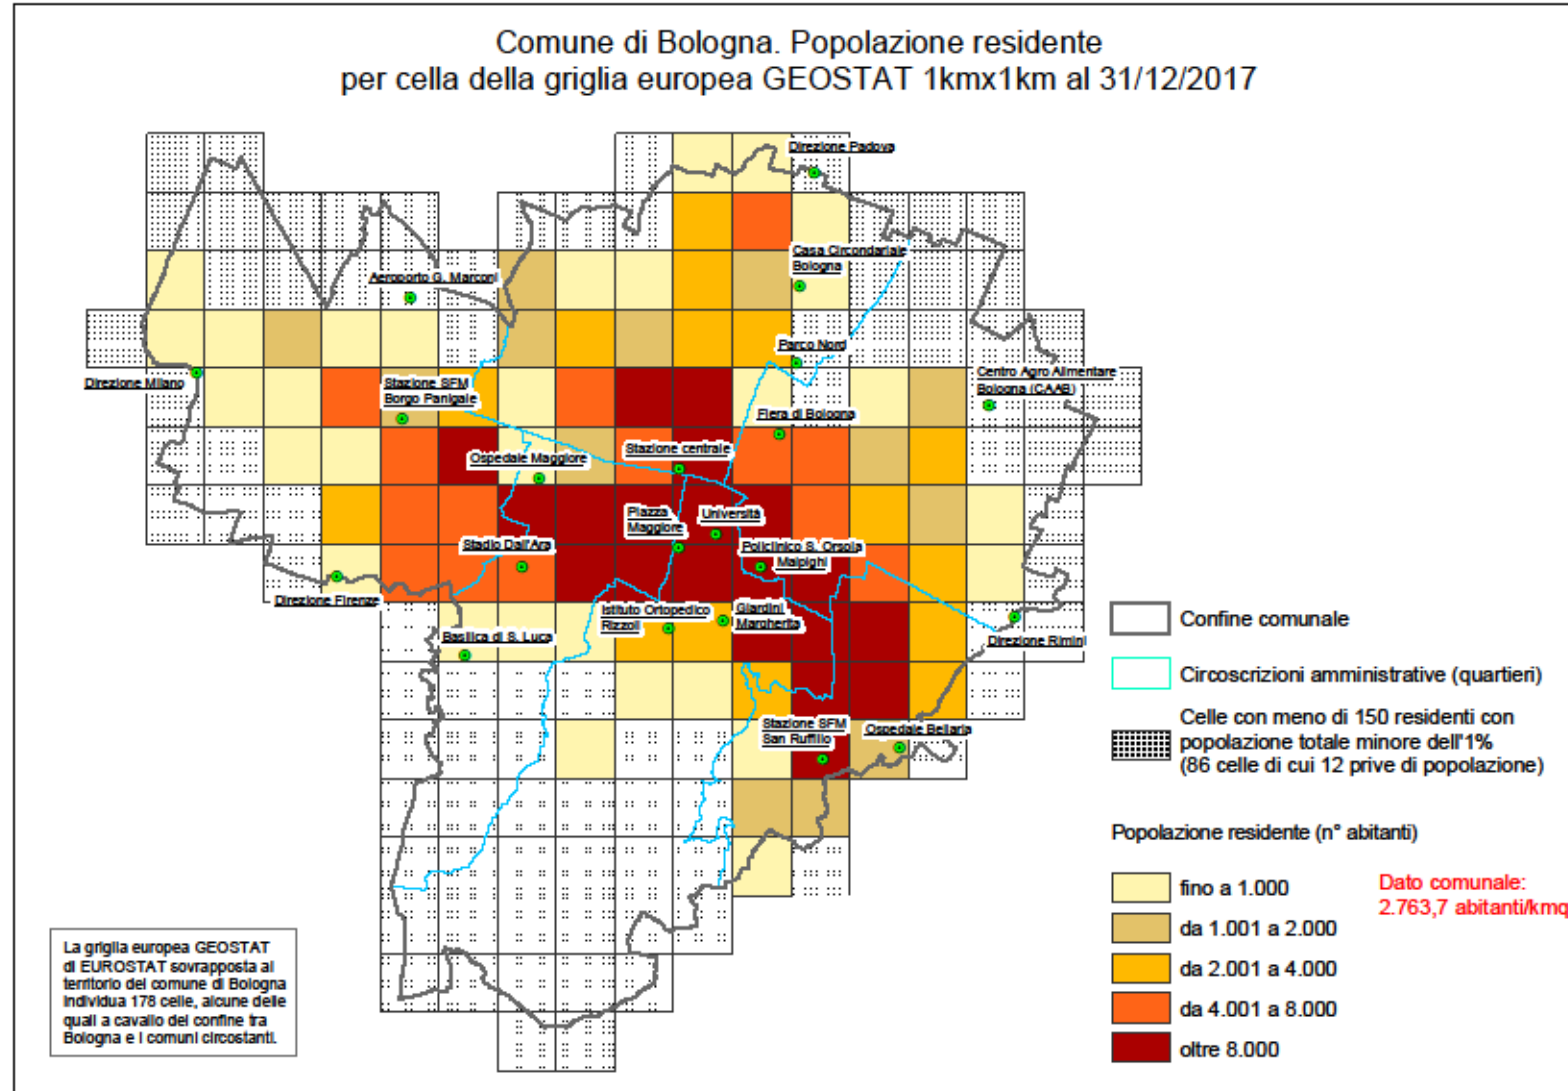 Comune di Bologna. Popolazione residente
per cella della griglia europea GEOSTAT 1kmx1km al 31/12/2017
Direzione Padova
Casa Circondariale
Bologna
Aeroporto G. Marconi
Parco Nord
Direzione Milano
Stazione SFM
Borgo Panigale
Centro Agro Alimentare
Bologna (CAAB)
Fiera di Bologna
Ospedale Maggiore
Stazione centrale
Piazza
Maggiore
Università
Stadio Dall'Ara
Policlinico S. Orsola
Malpighi
Direzione Firenze
Istituto Ortopedico
Rizzoli
Giardini
Margherita
Basilica di S. Luca
Direzione Rimini
Stazione SFM
San Ruffillo
Ospedale Bellaria
Confine comunale
Circoscrizioni amministrative (quartieri)
Celle con meno di 150 residenti con
popolazione totale minore dell'1%
(86 celle di cui 12 prive di popolazione)
Popolazione residente (n° abitanti)
fino a 1.000
da 1.001 a 2.000
da 2.001 a 4.000
da 4.001 a 8.000
oltre 8.000
Dato comunale:
2.763,7 abitanti/kmq
La griglia europea GEOSTAT
di EUROSTAT sovrapposta al
territorio del comune di Bologna
individua 178 celle, alcune delle
quali a cavallo del confine tra
Bologna e i comuni circostanti.